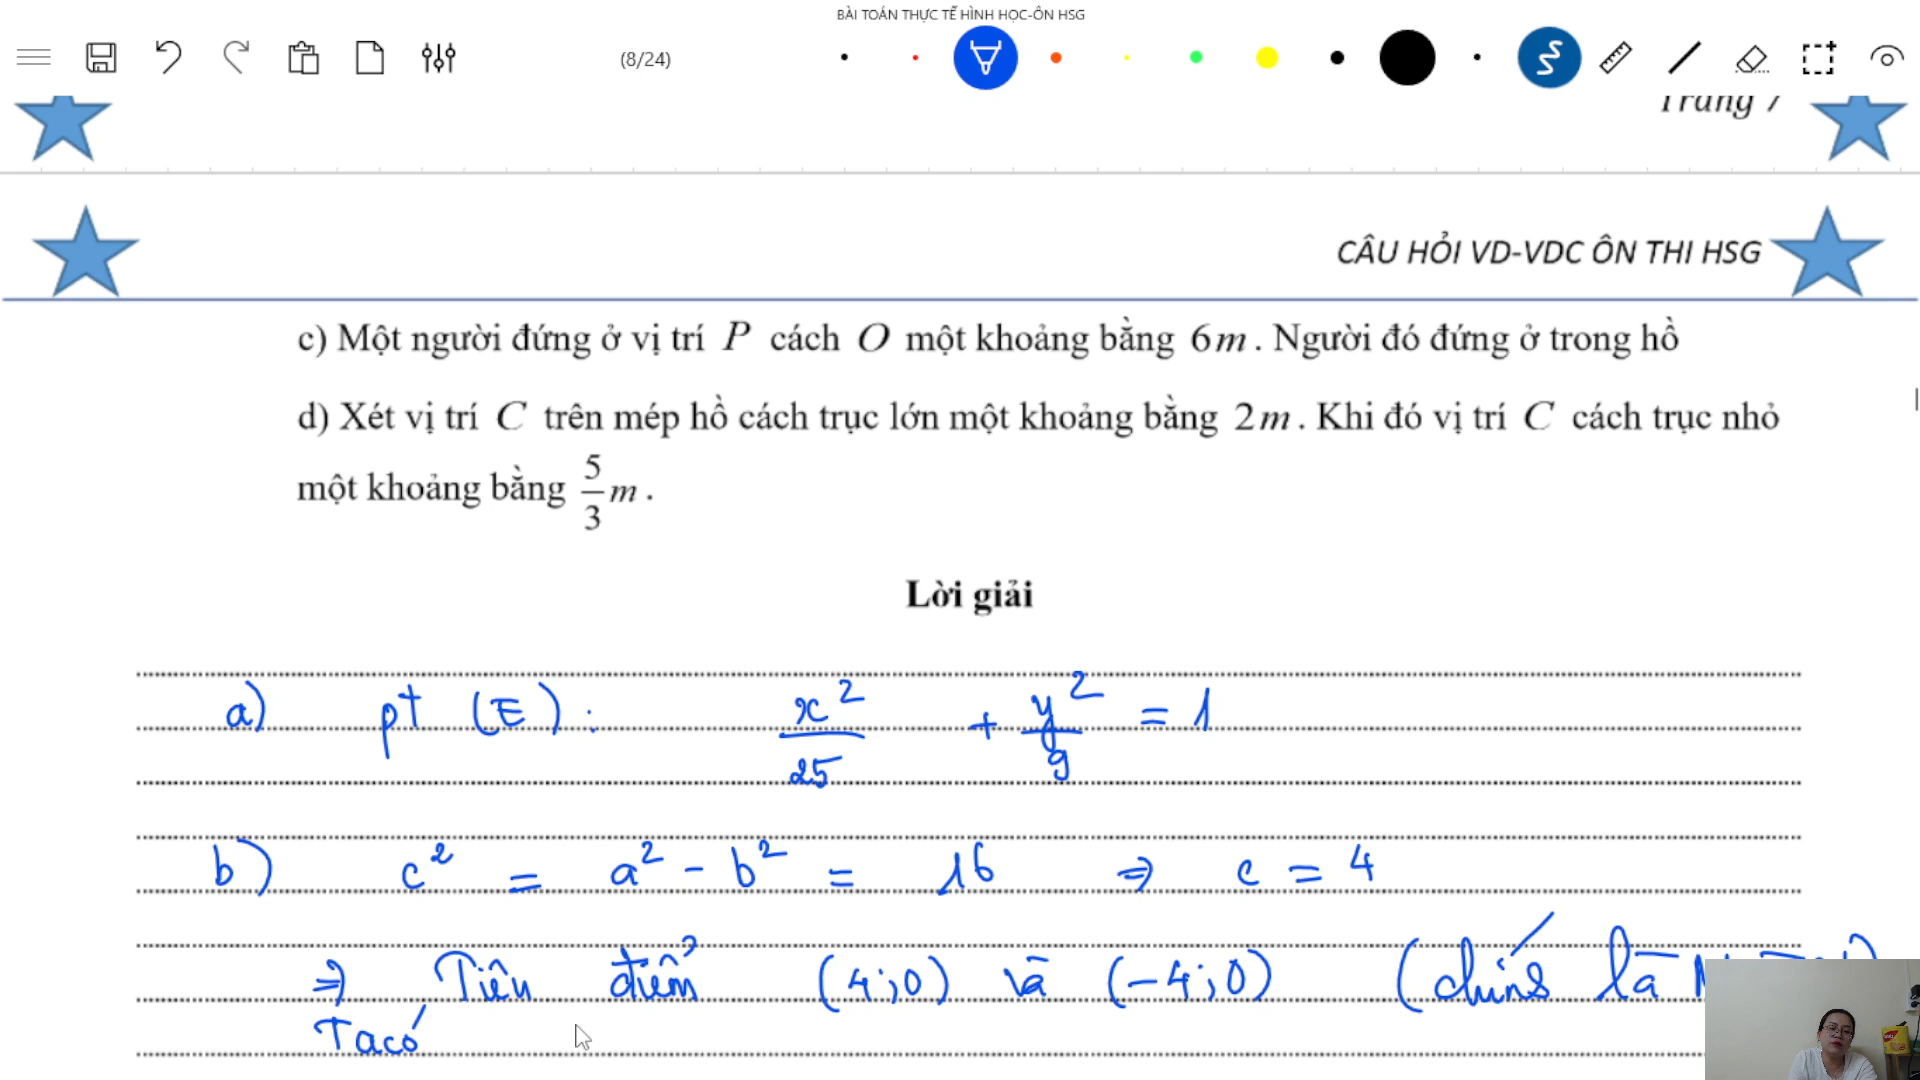 BÀI TOÁN THỰC TẾ HÌNH HỌC-ÔN HSG
(8/24)
Trang 7
CÂU HỎI VD-VDC ÔN THI HSG
c) Một người đứng ở vị trí P cách O một khoảng bằng 6m. Người đó đứng ở trong hồ
d) Xét vị trí C trên mép hồ cách trục lớn một khoảng bằng 2m. Khi đó vị trí C cách trục nhỏ
một khoảng bằng 5/3 m.
Lời giải
a) pt (E): x²/25 + y²/9 = 1
b) c² = a² - b² = 16 ⇒ c = 4
⇒ Tiêu điểm (4;0) và (-4;0) (chính là
Ta có